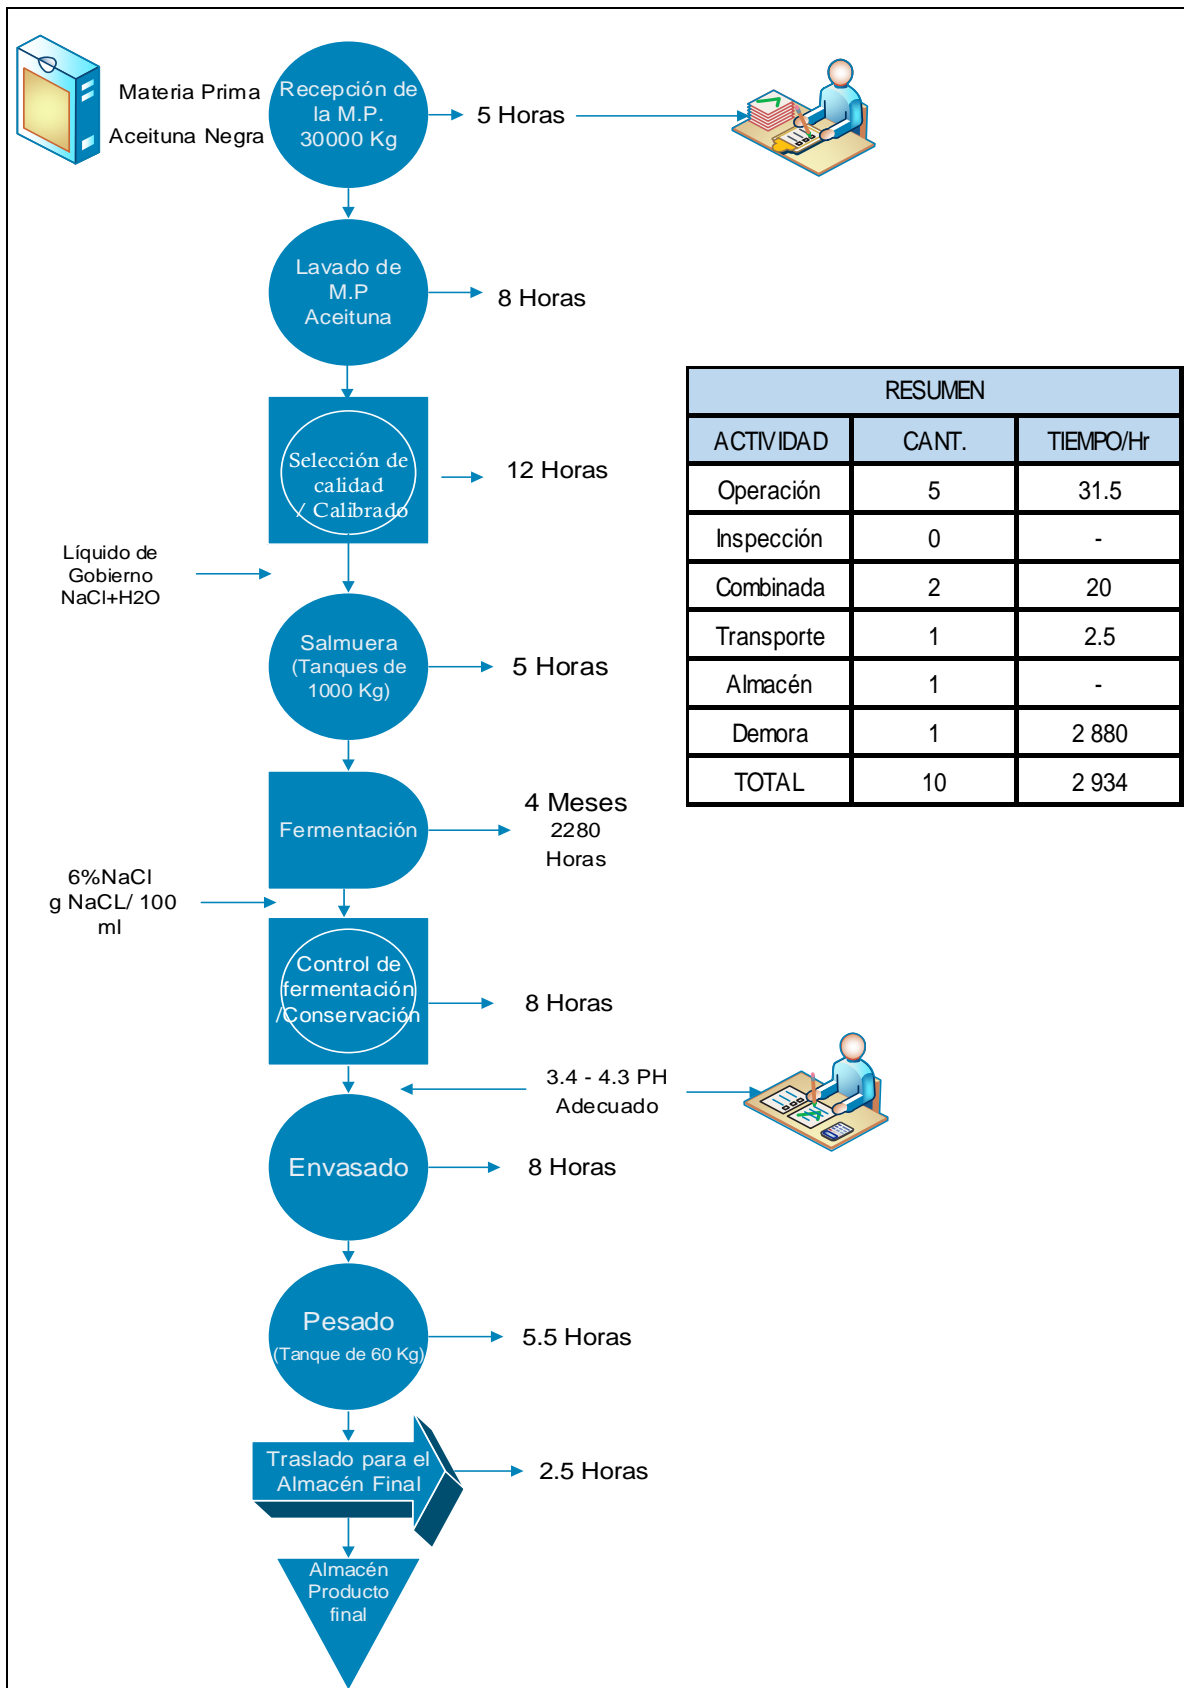 Materia Prima
Aceituna Negra
Recepción de
la M.P.
30000 Kg
5 Horas
Lavado de
M.P
Aceituna
8 Horas
Selección de
calidad
/ Calibrado
12 Horas
Líquido de
Gobierno
NaCl+H2O
Salmuera
(Tanques de
1000 Kg)
5 Horas
Fermentación
4 Meses
2280
Horas
6%NaCl
g NaCL/ 100
ml
Control de
fermentación
/Conservación
8 Horas
3.4 - 4.3 PH
Adecuado
Envasado
8 Horas
Pesado
(Tanque de 60 Kg)
5.5 Horas
Traslado para el
Almacén Final
2.5 Horas
Almacén
Producto
final
RESUMEN
ACTIVIDAD CANT. TIEMPO/Hr
Operación 5 31.5
Inspección 0 -
Combinada 2 20
Transporte 1 2.5
Almacén 1 -
Demora 1 2 880
TOTAL 10 2 934